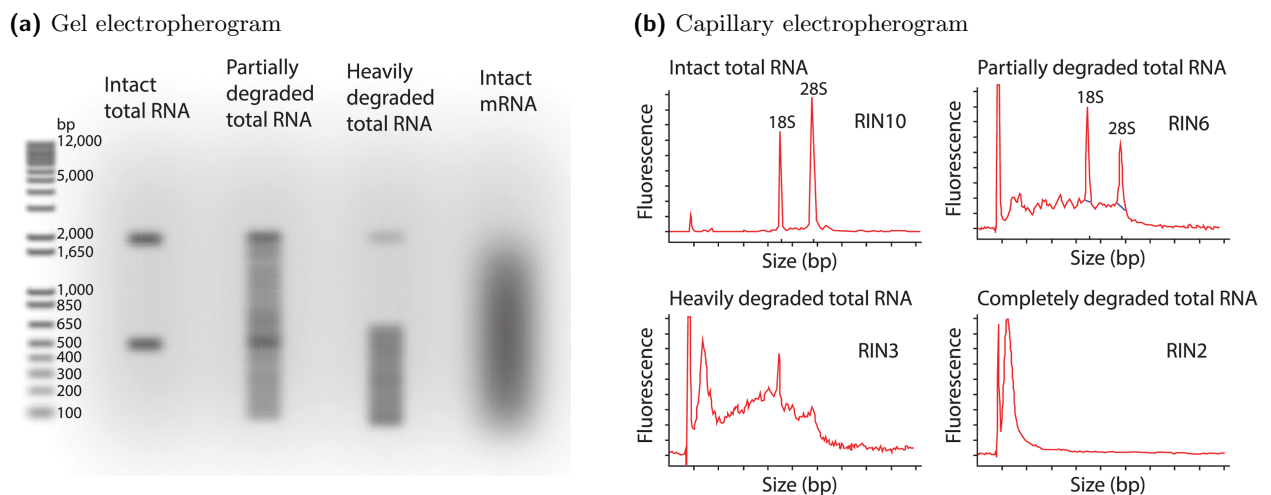 (a) Gel electropherogram
Intact
total RNA
Partially
degraded
total RNA
Heavily
degraded
total RNA
Intact
mRNA
bp
12,000
5,000
2,000
1,650
1,000
850
650
500
400
300
200
100
(b) Capillary electropherogram
Intact total RNA
Fluorescence
18S
28S
RIN10
Size (bp)
Partially degraded total RNA
Fluorescence
18S
28S
RIN6
Size (bp)
Heavily degraded total RNA
Fluorescence
RIN3
Size (bp)
Completely degraded total RNA
Fluorescence
RIN2
Size (bp)